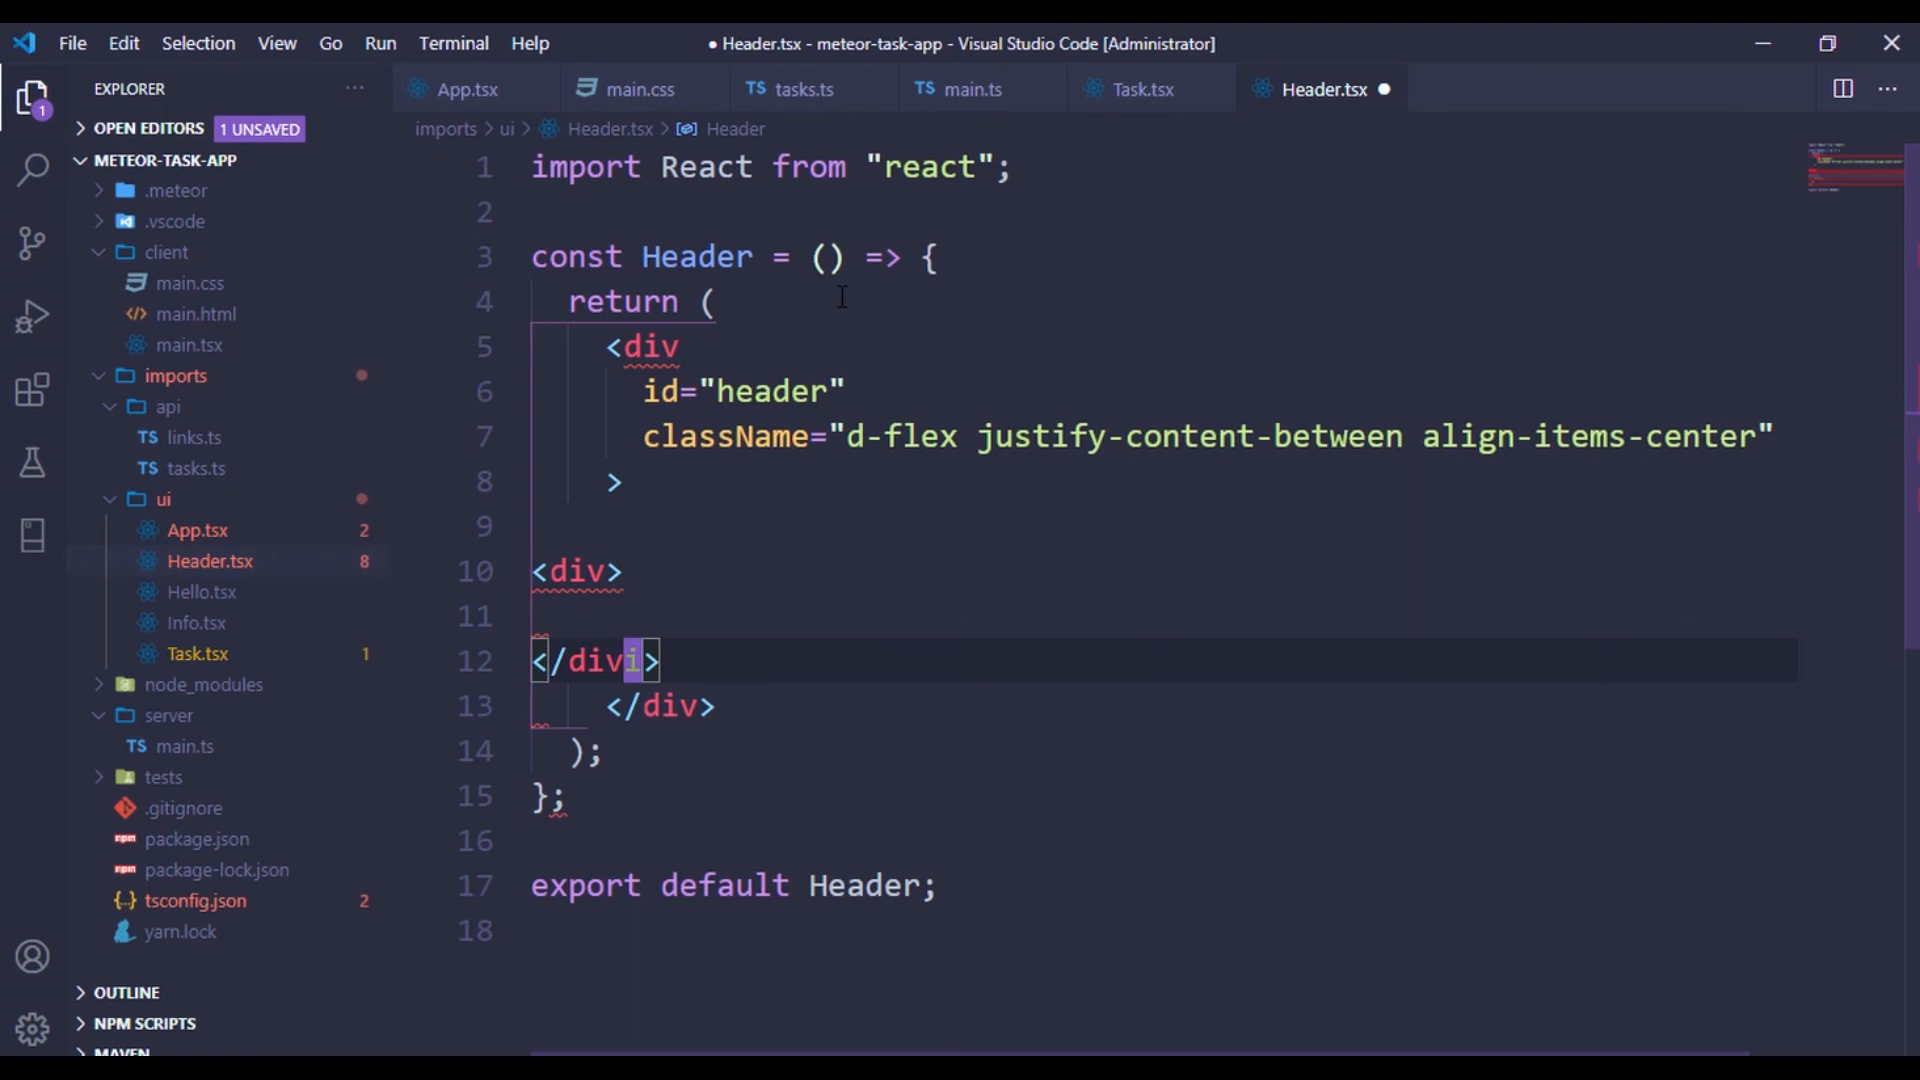 File Edit Selection View Go Run Terminal Help
● Header.tsx - meteor-task-app - Visual Studio Code [Administrator]
EXPLORER
OPEN EDITORS 1 UNSAVED
METEOR-TASK-APP
.meteor
.vscode
client
main.css
main.html
main.tsx
imports
api
TS links.ts
TS tasks.ts
ui
App.tsx 2
Header.tsx 8
Hello.tsx
Info.tsx
Task.tsx 1
node_modules
server
TS main.ts
tests
.gitignore
npm package.json
npm package-lock.json
{..} tsconfig.json 2
yarn.lock
OUTLINE
NPM SCRIPTS
MAVEN
1
App.tsx main.css TS tasks.ts TS main.ts Task.tsx Header.tsx ●
imports > ui > Header.tsx > Header
1 import React from "react";
2
3 const Header = () => {
4 return (
5 <div
6 id="header"
7 className="d-flex justify-content-between align-items-center"
8 >
9
10 <div>
11
12 </divi>
13 </div>
14 );
15 };
16
17 export default Header;
18